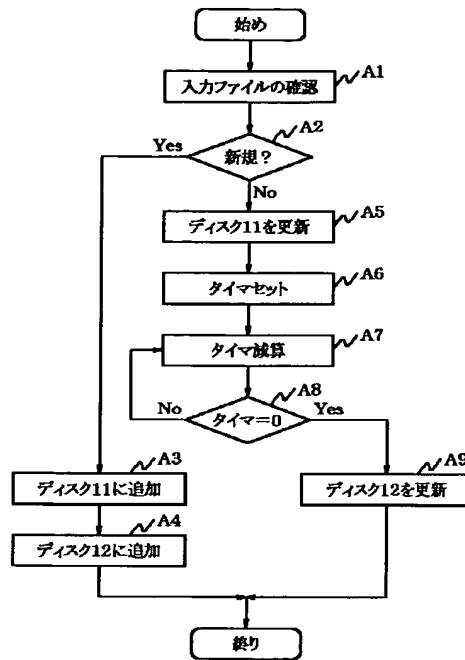 始め
A1
入力ファイルの確認
A2
Yes
新規？
No
A5
ディスク11を更新
A6
タイマセット
A7
タイマ減算
A8
No
タイマ＝0
Yes
A3
ディスク11に追加
A9
ディスク12を更新
A4
ディスク12に追加
終り